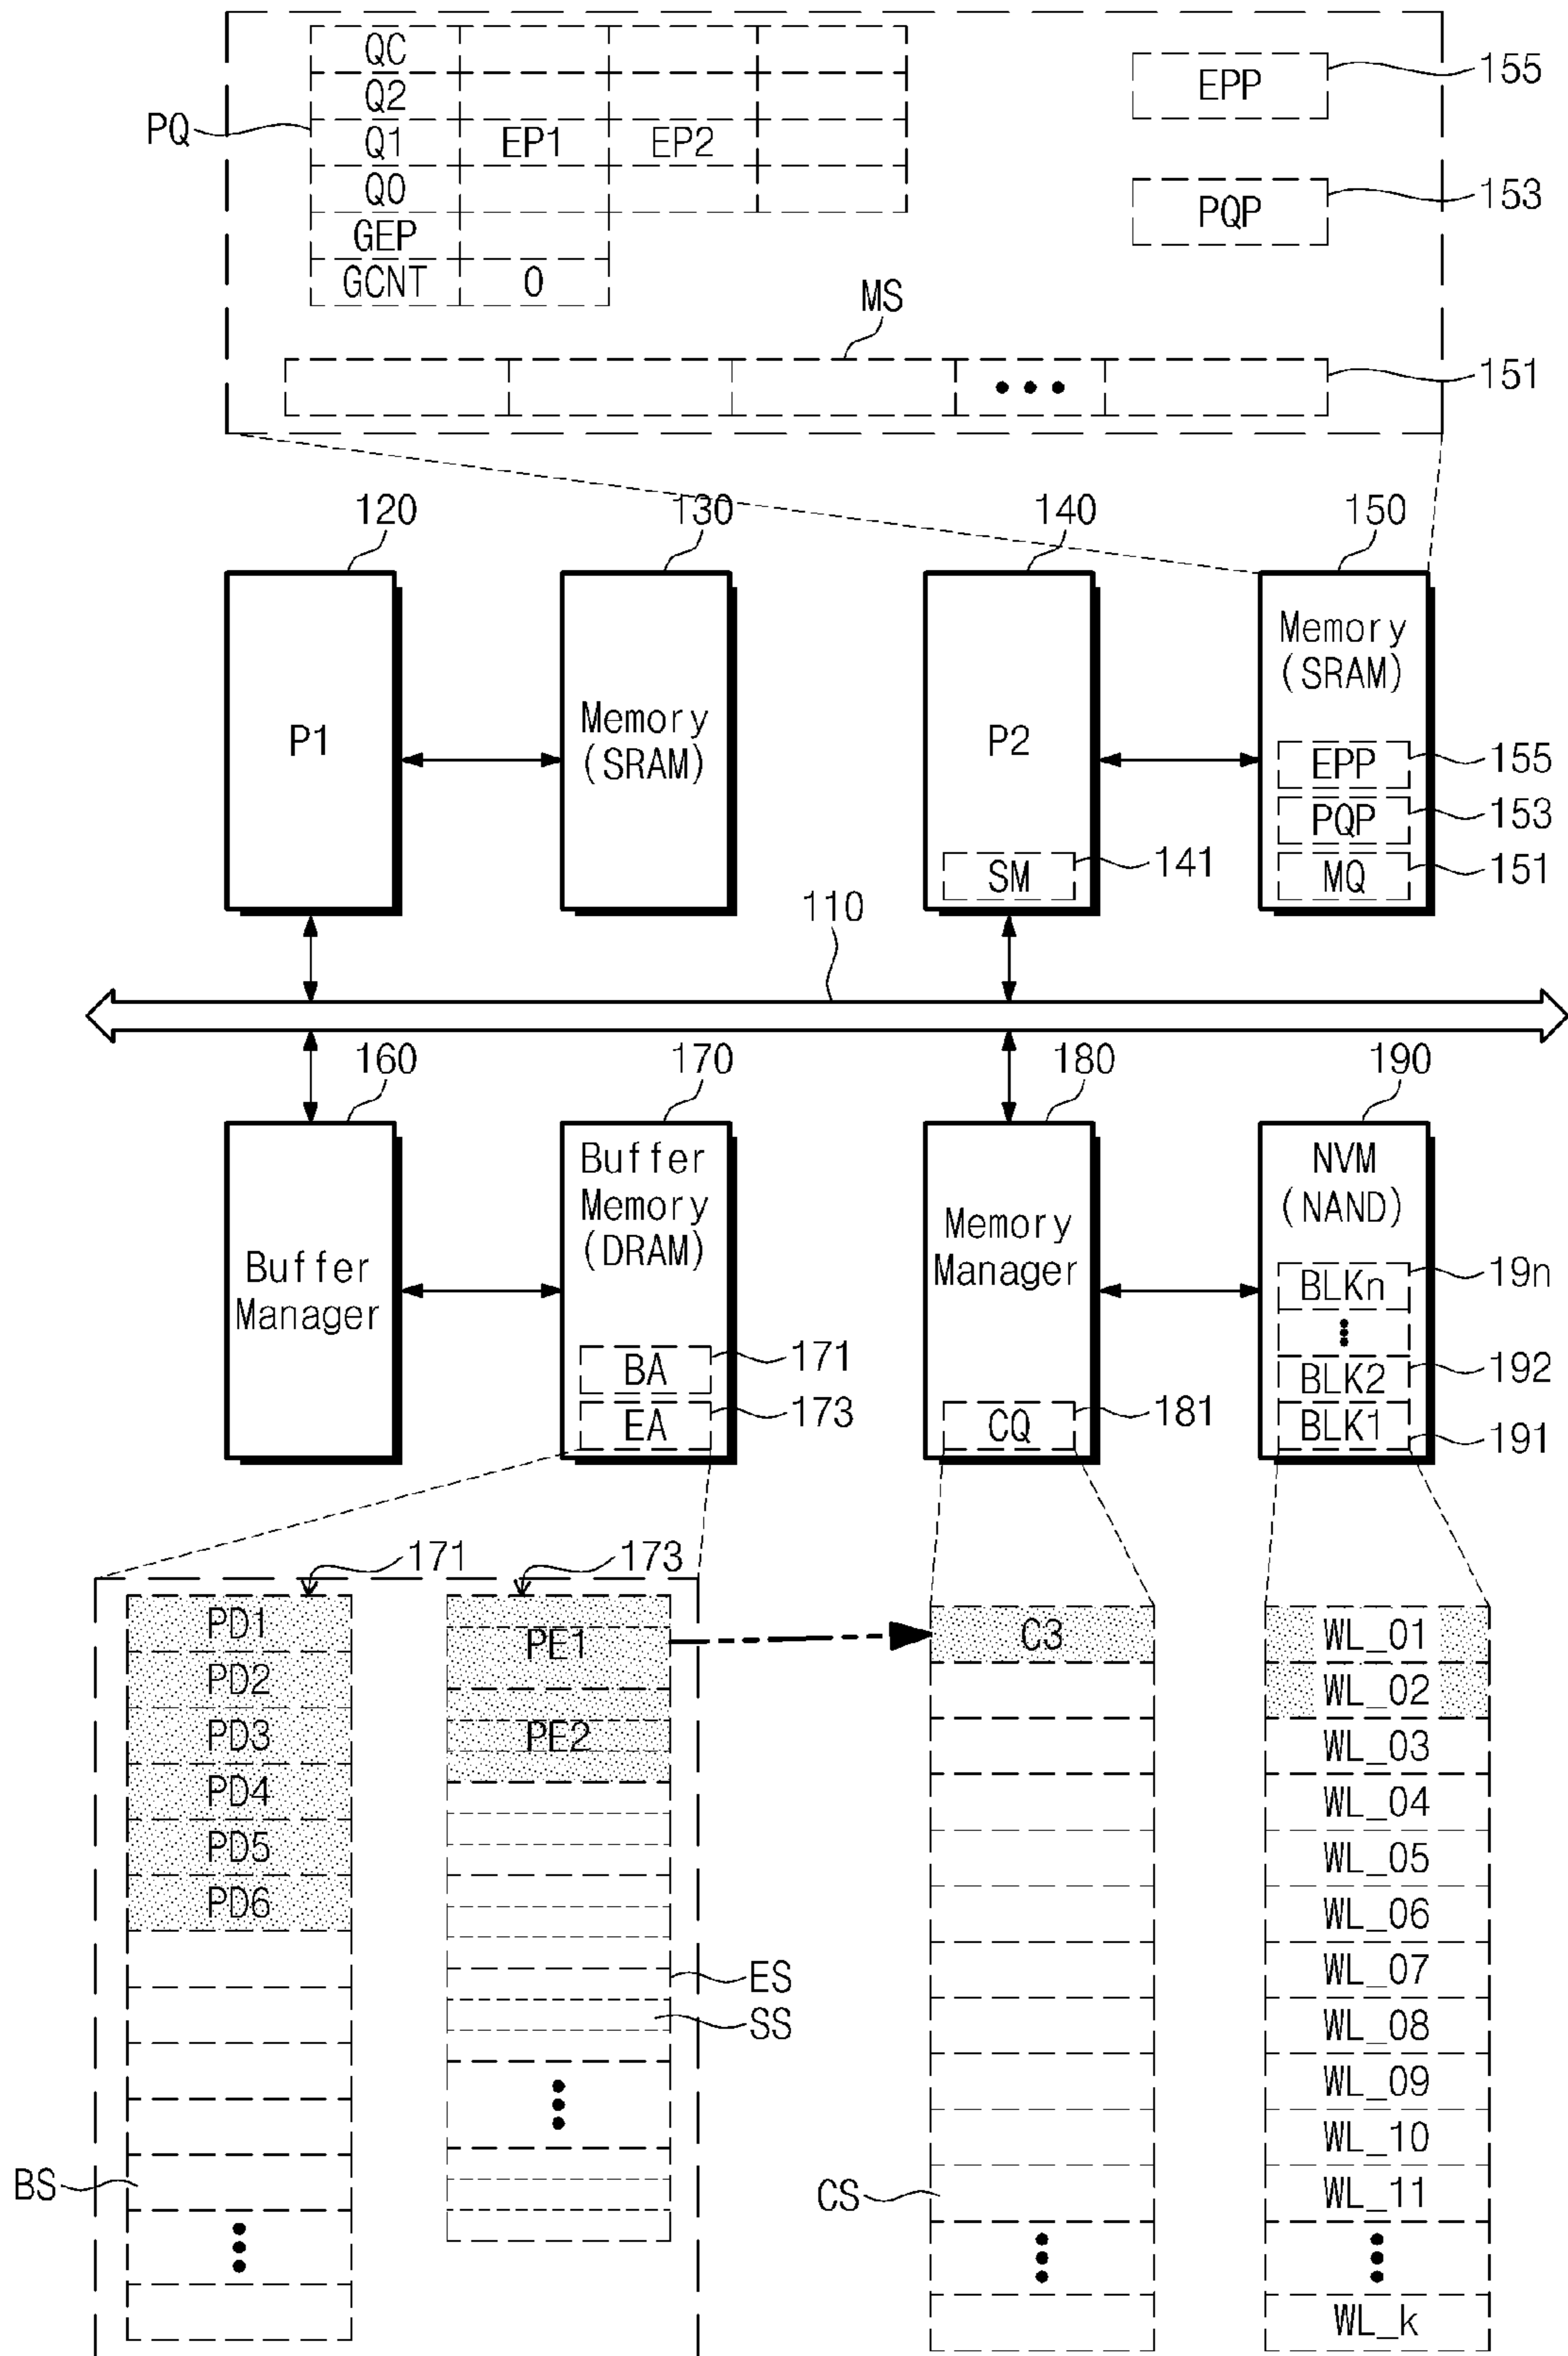 QC
Q2
PQ
Q1 EP1 EP2
Q0
GEP
GCNT 0
EPP 155
PQP 153
MS
151
120 130 140 150
P1
Memory
(SRAM)
P2
SM 141
Memory
(SRAM)
EPP 155
PQP 153
MQ 151
110
160 170 180 190
Buffer
Manager
Buffer
Memory
(DRAM)
BA 171
EA 173
Memory
Manager
CQ 181
NVM
(NAND)
BLKn 19n
BLK2 192
BLK1 191
171
PD1
PD2
PD3
PD4
PD5
PD6
BS
173
PE1
PE2
ES
SS
C3
CS
WL_01
WL_02
WL_03
WL_04
WL_05
WL_06
WL_07
WL_08
WL_09
WL_10
WL_11
WL_k